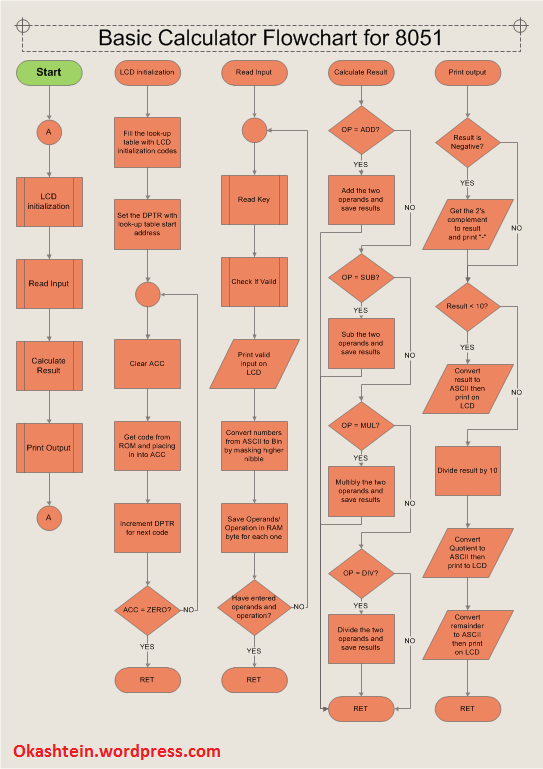 Basic Calculator Flowchart for 8051
Start
A
LCD
initialization
Read Input
Calculate
Result
Print Output
A
LCD initialization
Fill the look-up
table with LCD
initialization codes
Set the DPTR with
look-up table start
address
Clear ACC
Get code from
ROM and placing
in into ACC
Increment DPTR
for next code
ACC = ZERO?
NO
YES
RET
Read Input
Read Key
Check If Valid
Print valid
input on
LCD
Convert numbers
from ASCII to Bin
by masking higher
nibble
Save Operands/
Operation in RAM
byte for each one
Have entered
operands and
operation?
NO
YES
RET
Calculate Result
OP = ADD?
YES
NO
Add the two
operands and
save results
OP = SUB?
YES
NO
Sub the two
operands and
save results
OP = MUL?
YES
NO
Multibly the two
operands and
save results
OP = DIV?
YES
NO
Divide the two
operands and
save results
RET
Print output
Result is
Negative?
YES
NO
Get the 2's
complement
to result
and print "-"
Result < 10?
YES
NO
Convert
result to
ASCII then
print on
LCD
Divide result by 10
Convert
Quotient to
ASCII then
print to LCD
Convert
remainder
to ASCII
then print
on LCD
RET
Okashtein.wordpress.com